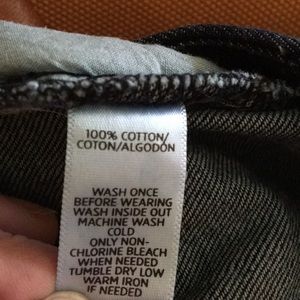 100% COTTON/
COTON/ALGODÓN
WASH ONCE
BEFORE WEARING
WASH INSIDE OUT
MACHINE WASH
COLD
ONLY NON-
CHLORINE BLEACH
WHEN NEEDED
TUMBLE DRY LOW
WARM IRON
IF NEEDED